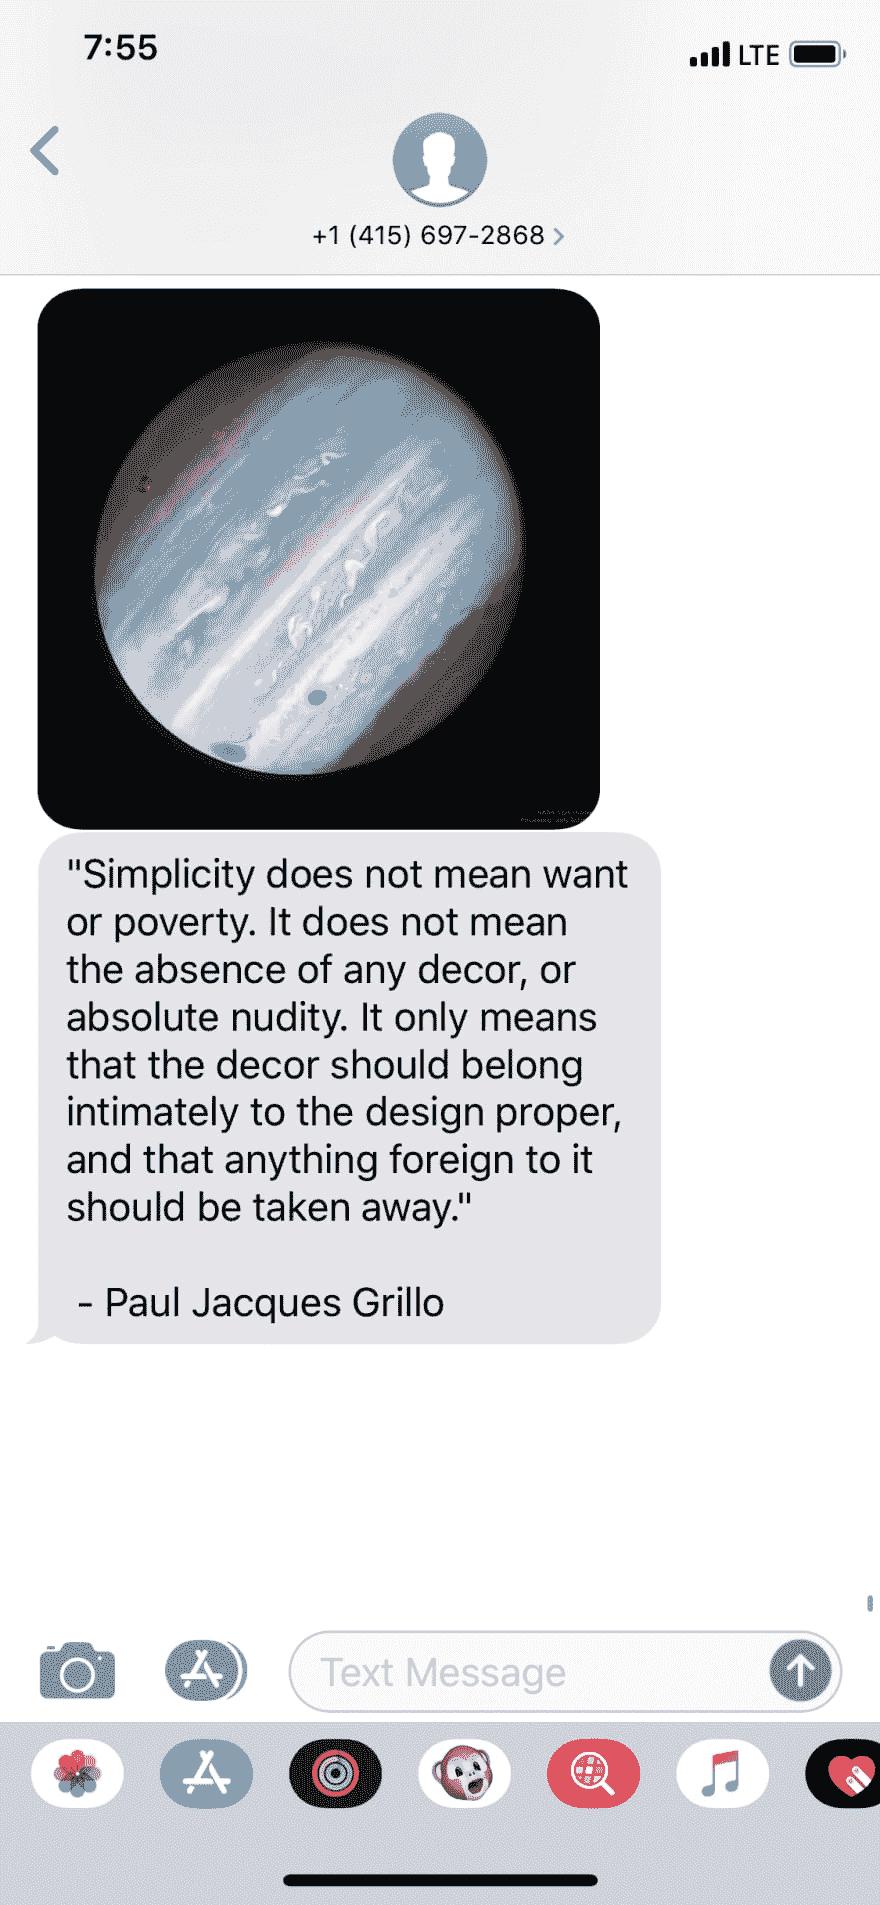 7:55
LTE
+1 (415) 697-2868
"Simplicity does not mean want
or poverty. It does not mean
the absence of any decor, or
absolute nudity. It only means
that the decor should belong
intimately to the design proper,
and that anything foreign to it
should be taken away."
- Paul Jacques Grillo
Text Message